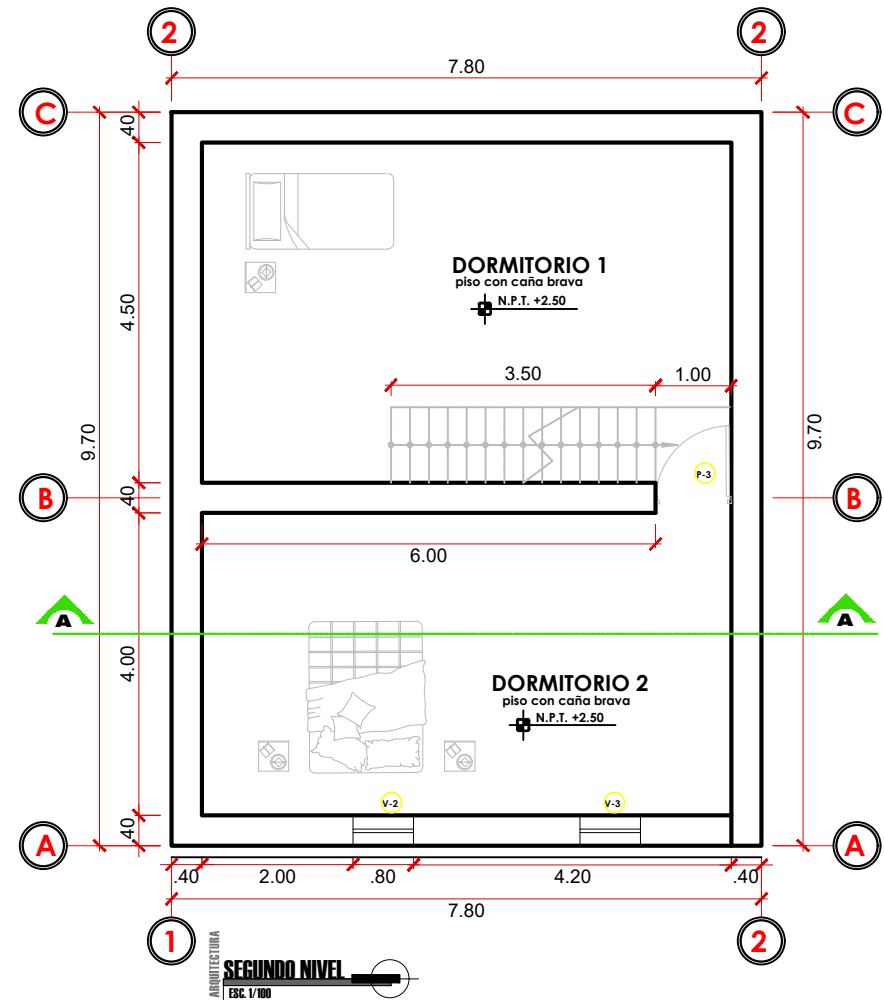 2
2
7.80
C
C
.40
DORMITORIO 1
piso con caña brava
N.P.T. +2.50
4.50
3.50
1.00
9.70
9.70
P-3
B
.40
B
6.00
A
A
4.00
DORMITORIO 2
piso con caña brava
N.P.T. +2.50
V-2
V-3
.40
A
A
.40
2.00
.80
4.20
.40
7.80
1
2
ARQUITECTURA
SEGUNDO NIVEL
ESC. 1/100